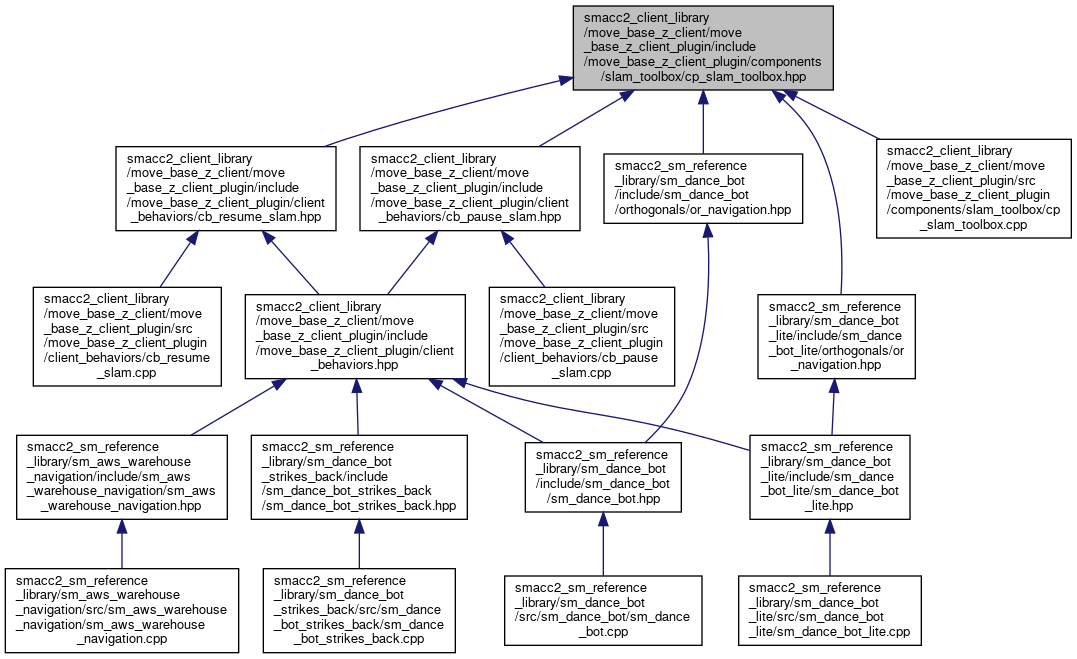 smacc2_client_library
/move_base_z_client/move
_base_z_client_plugin/include
/move_base_z_client_plugin/components
/slam_toolbox/cp_slam_toolbox.hpp
smacc2_client_library
/move_base_z_client/move
_base_z_client_plugin/include
/move_base_z_client_plugin/client
_behaviors/cb_resume_slam.hpp
smacc2_client_library
/move_base_z_client/move
_base_z_client_plugin/include
/move_base_z_client_plugin/client
_behaviors/cb_pause_slam.hpp
smacc2_sm_reference
_library/sm_dance_bot
/include/sm_dance_bot
/orthogonals/or_navigation.hpp
smacc2_client_library
/move_base_z_client/move
_base_z_client_plugin/src
/move_base_z_client_plugin
/components/slam_toolbox/cp
_slam_toolbox.cpp
smacc2_client_library
/move_base_z_client/move
_base_z_client_plugin/src
/move_base_z_client_plugin
/client_behaviors/cb_resume
_slam.cpp
smacc2_client_library
/move_base_z_client/move
_base_z_client_plugin/include
/move_base_z_client_plugin/client
_behaviors.hpp
smacc2_client_library
/move_base_z_client/move
_base_z_client_plugin/src
/move_base_z_client_plugin
/client_behaviors/cb_pause
_slam.cpp
smacc2_sm_reference
_library/sm_dance_bot
_lite/include/sm_dance
_bot_lite/orthogonals/or
_navigation.hpp
smacc2_sm_reference
_library/sm_aws_warehouse
_navigation/include/sm_aws
_warehouse_navigation/sm_aws
_warehouse_navigation.hpp
smacc2_sm_reference
_library/sm_dance_bot
_strikes_back/include
/sm_dance_bot_strikes_back
/sm_dance_bot_strikes_back.hpp
smacc2_sm_reference
_library/sm_dance_bot
/include/sm_dance_bot
/sm_dance_bot.hpp
smacc2_sm_reference
_library/sm_dance_bot
_lite/include/sm_dance
_bot_lite/sm_dance_bot
_lite.hpp
smacc2_sm_reference
_library/sm_aws_warehouse
_navigation/src/sm_aws_warehouse
_navigation/sm_aws_warehouse
_navigation.cpp
smacc2_sm_reference
_library/sm_dance_bot
_strikes_back/src/sm_dance
_bot_strikes_back/sm_dance
_bot_strikes_back.cpp
smacc2_sm_reference
_library/sm_dance_bot
/src/sm_dance_bot/sm_dance
_bot.cpp
smacc2_sm_reference
_library/sm_dance_bot
_lite/src/sm_dance_bot
_lite/sm_dance_bot_lite.cpp